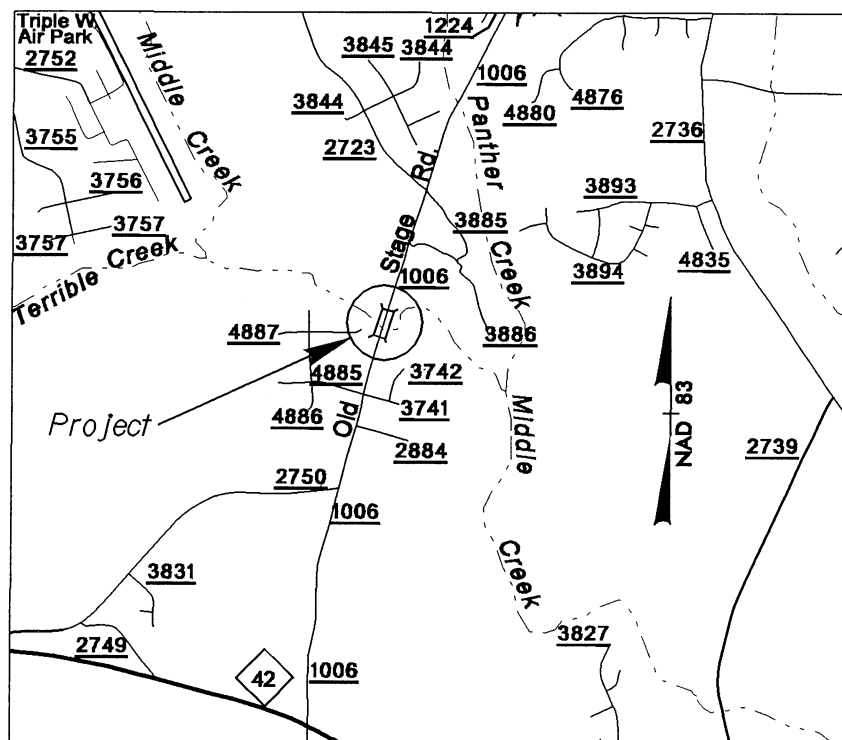 Triple W.
Air Park
2752
Middle
Creek
3845
3844
1224
3844
1006
4880
4876
2736
2723
Panther
Creek
3755
3756
3757
3757
Terrible Creek
Old Stage Rd.
3885
3893
3894
4835
1006
4887
3886
4885
3742
4886
3741
Project
2884
Middle
Creek
NAD 83
2739
2750
1006
3831
2749
42
1006
3827